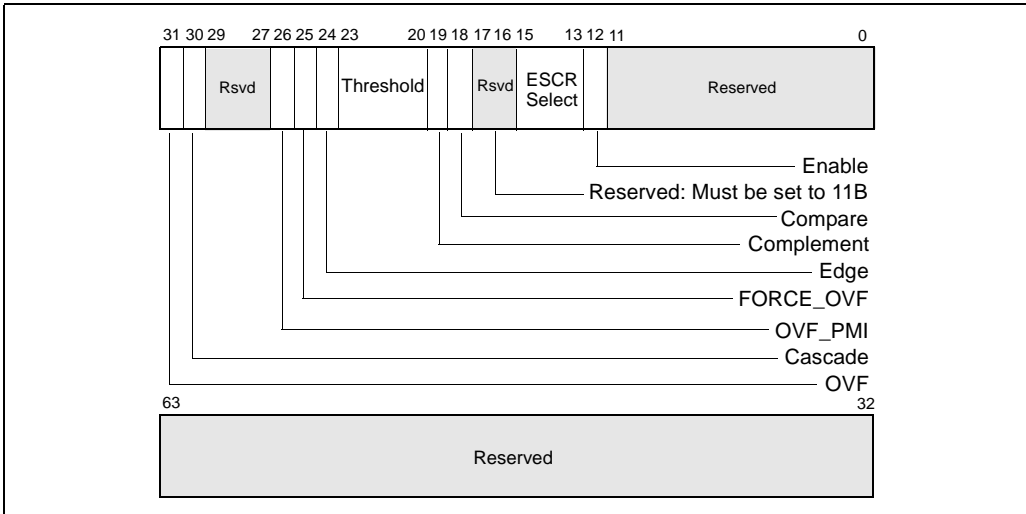 31 30 29 27 26 25 24 23 20 19 18 17 16 15 13 12 11 0
Rsvd Threshold Rsvd ESCR Select Reserved
Enable
Reserved: Must be set to 11B
Compare
Complement
Edge
FORCE_OVF
OVF_PMI
Cascade
OVF
63 32
Reserved